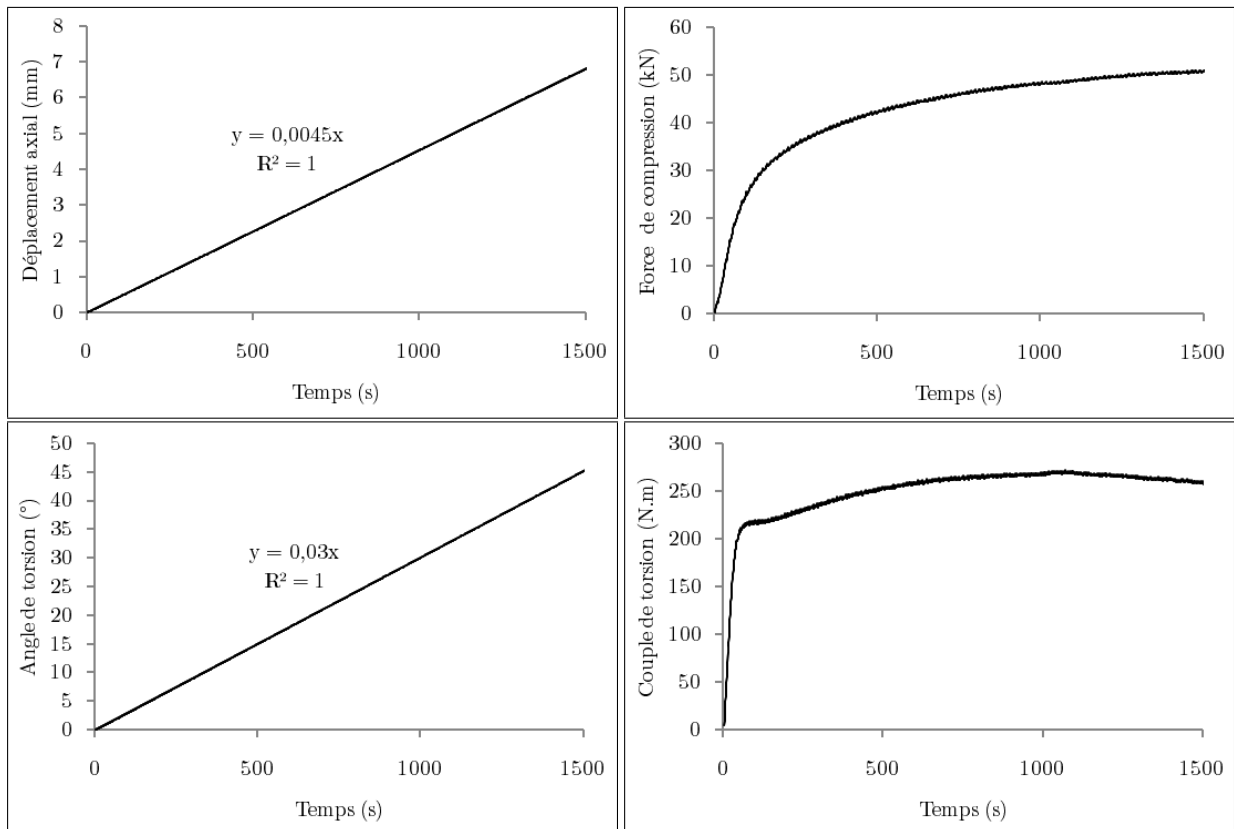 Déplacement axial (mm)
8
7
6
5
4
3
2
1
0
y = 0,0045x
R² = 1
0 500 1000 1500
Temps (s)
Force de compression (kN)
60
50
40
30
20
10
0
0 500 1000 1500
Temps (s)
Angle de torsion (°)
50
45
40
35
30
25
20
15
10
5
0
y = 0,03x
R² = 1
0 500 1000 1500
Temps (s)
Couple de torsion (N.m)
300
250
200
150
100
50
0
0 500 1000 1500
Temps (s)